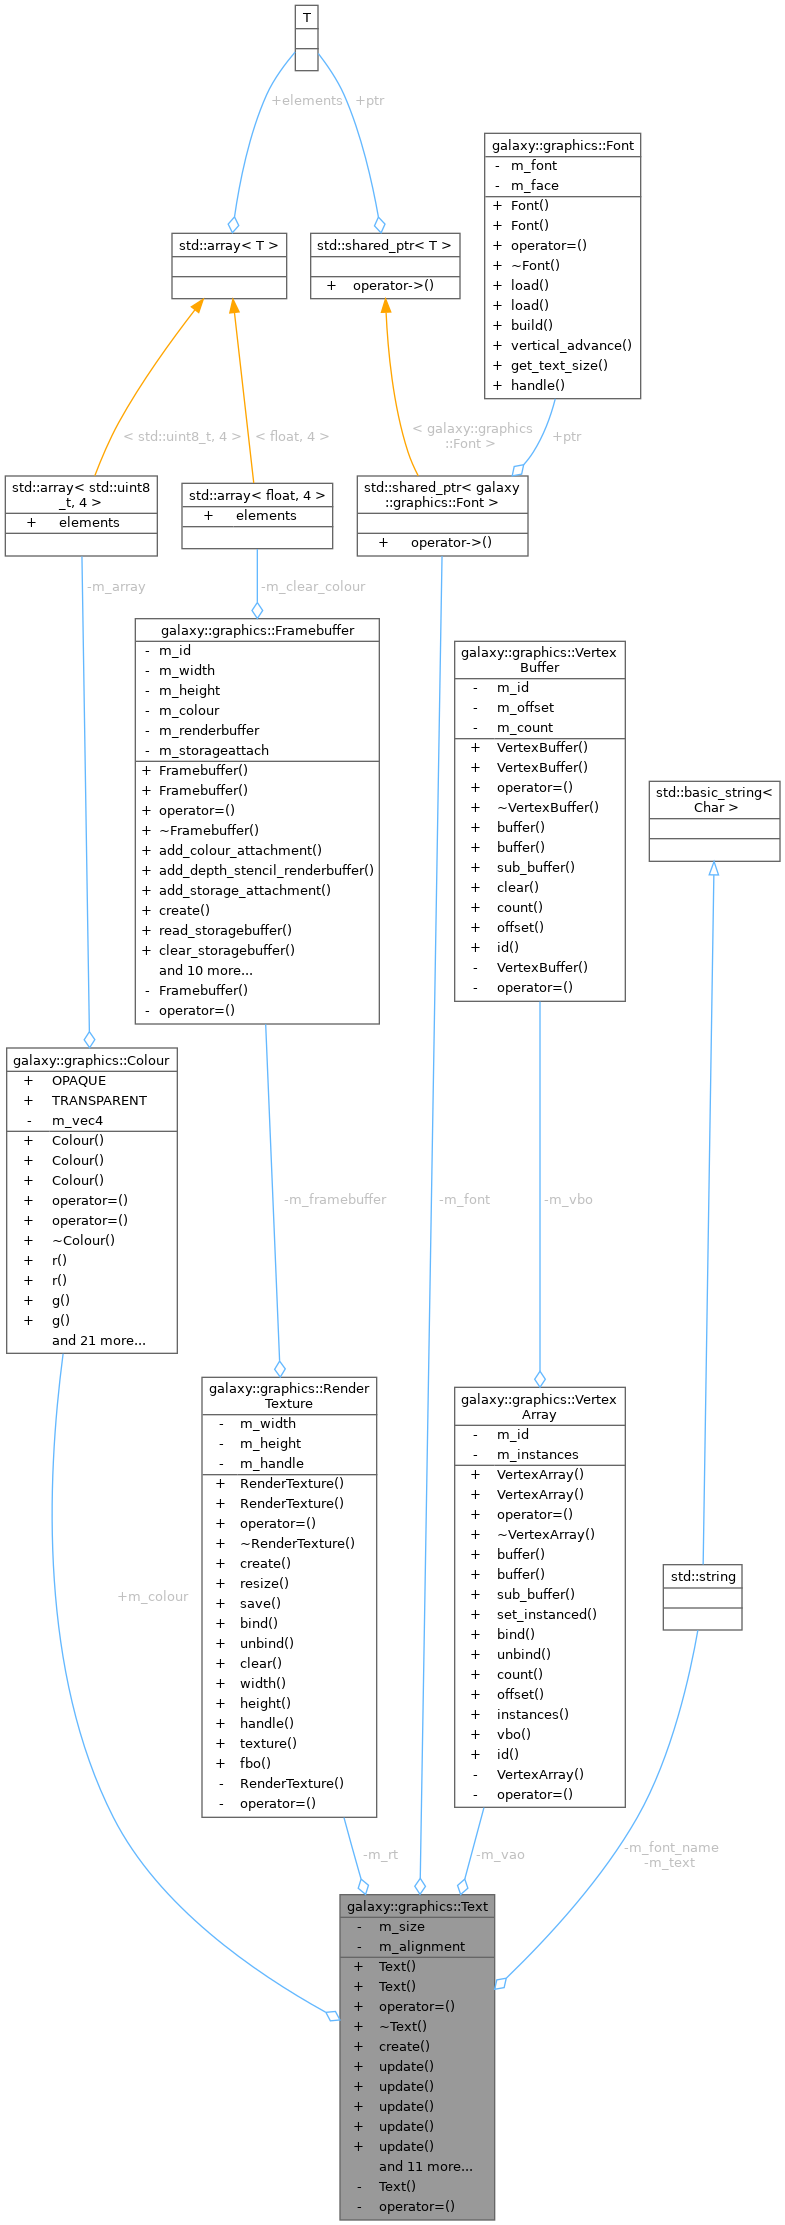 T
+elements
+ptr
galaxy::graphics::Font
- m_font
- m_face
+ Font()
+ Font()
+ operator=()
+ ~Font()
+ load()
+ load()
+ build()
+ vertical_advance()
+ get_text_size()
+ handle()
std::array< T >
std::shared_ptr< T >
+ operator->()
< std::uint8_t, 4 >
< float, 4 >
< galaxy::graphics
::Font >
+ptr
std::array< std::uint8
_t, 4 >
+ elements
std::array< float, 4 >
+ elements
std::shared_ptr< galaxy
::graphics::Font >
+ operator->()
-m_array
-m_clear_colour
galaxy::graphics::Framebuffer
- m_id
- m_width
- m_height
- m_colour
- m_renderbuffer
- m_storageattach
+ Framebuffer()
+ Framebuffer()
+ operator=()
+ ~Framebuffer()
+ add_colour_attachment()
+ add_depth_stencil_renderbuffer()
+ add_storage_attachment()
+ create()
+ read_storagebuffer()
+ clear_storagebuffer()
and 10 more...
- Framebuffer()
- operator=()
galaxy::graphics::Vertex
Buffer
- m_id
- m_offset
- m_count
+ VertexBuffer()
+ VertexBuffer()
+ operator=()
+ ~VertexBuffer()
+ buffer()
+ buffer()
+ sub_buffer()
+ clear()
+ count()
+ offset()
+ id()
- VertexBuffer()
- operator=()
std::basic_string<
Char >
galaxy::graphics::Colour
+ OPAQUE
+ TRANSPARENT
- m_vec4
+ Colour()
+ Colour()
+ Colour()
+ operator=()
+ operator=()
+ ~Colour()
+ r()
+ r()
+ g()
+ g()
and 21 more...
-m_framebuffer
-m_font
-m_vbo
galaxy::graphics::Render
Texture
- m_width
- m_height
- m_handle
+ RenderTexture()
+ RenderTexture()
+ operator=()
+ ~RenderTexture()
+ create()
+ resize()
+ save()
+ bind()
+ unbind()
+ clear()
+ width()
+ height()
+ handle()
+ texture()
+ fbo()
- RenderTexture()
- operator=()
galaxy::graphics::Vertex
Array
- m_id
- m_instances
+ VertexArray()
+ VertexArray()
+ operator=()
+ ~VertexArray()
+ buffer()
+ buffer()
+ sub_buffer()
+ set_instanced()
+ bind()
+ unbind()
+ count()
+ offset()
+ instances()
+ vbo()
+ id()
- VertexArray()
- operator=()
std::string
+m_colour
-m_rt
-m_vao
-m_font_name
-m_text
galaxy::graphics::Text
- m_size
- m_alignment
+ Text()
+ Text()
+ operator=()
+ ~Text()
+ create()
+ update()
+ update()
+ update()
+ update()
+ update()
and 11 more...
- Text()
- operator=()